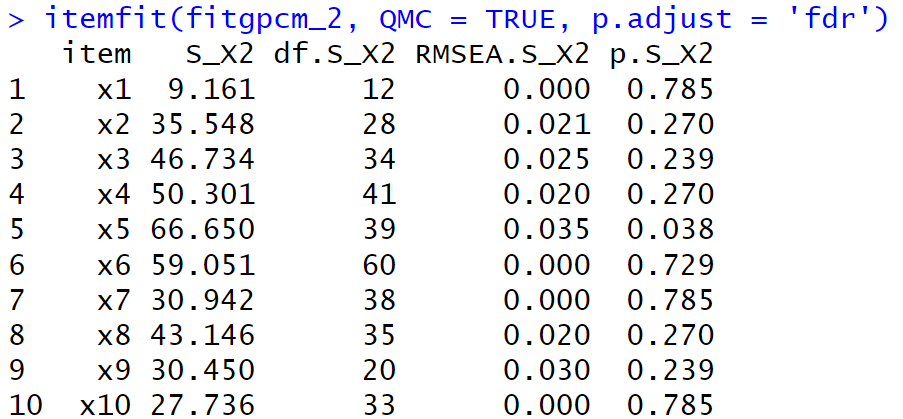 > itemfit(fitgpcm_2, QMC = TRUE, p.adjust = 'fdr')
item S_X2 df.S_X2 RMSEA.S_X2 p.S_X2
1 x1 9.161 12 0.000 0.785
2 x2 35.548 28 0.021 0.270
3 x3 46.734 34 0.025 0.239
4 x4 50.301 41 0.020 0.270
5 x5 66.650 39 0.035 0.038
6 x6 59.051 60 0.000 0.729
7 x7 30.942 38 0.000 0.785
8 x8 43.146 35 0.020 0.270
9 x9 30.450 20 0.030 0.239
10 x10 27.736 33 0.000 0.785